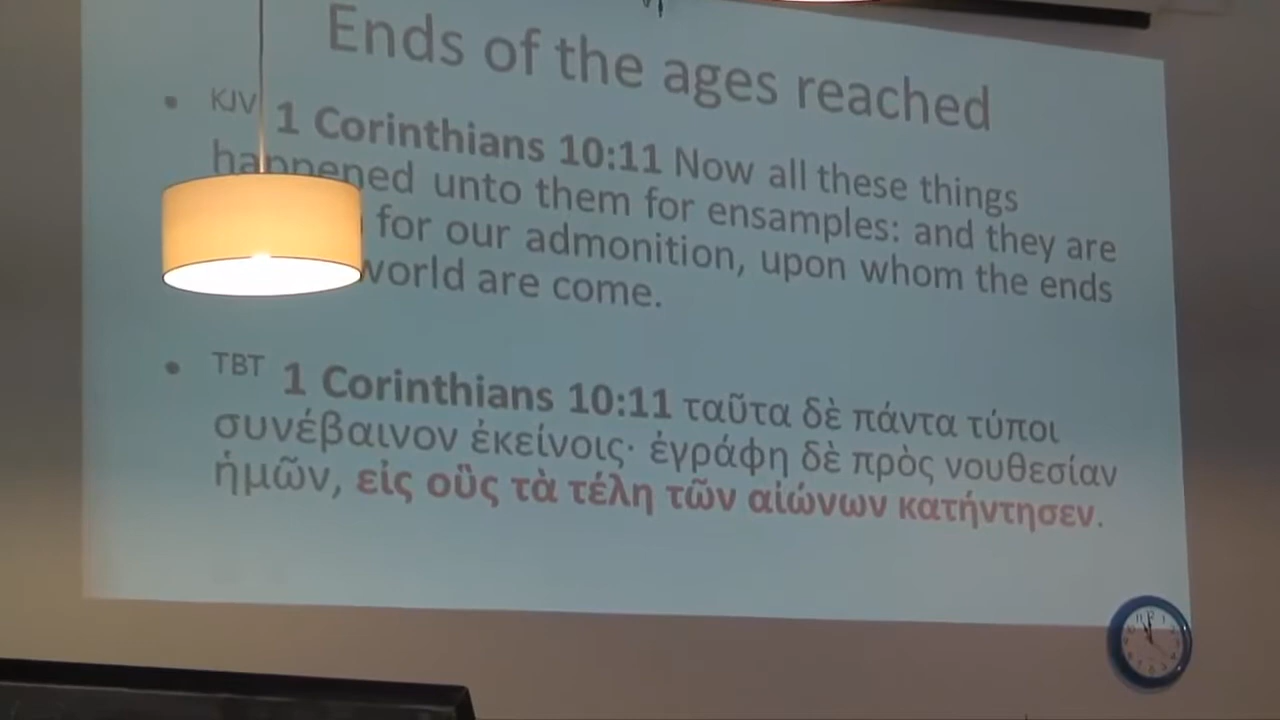 Ends of the ages reached
• KJV 1 Corinthians 10:11 Now all these things
happened unto them for ensamples: and they are
for our admonition, upon whom the ends
world are come.
• TBT 1 Corinthians 10:11 ταῦτα δὲ πάντα τύποι
συνέβαινον ἐκείνοις· ἐγράφη δὲ πρὸς νουθεσίαν
ἡμῶν, εἰς οὓς τὰ τέλη τῶν αἰώνων κατήντησεν.